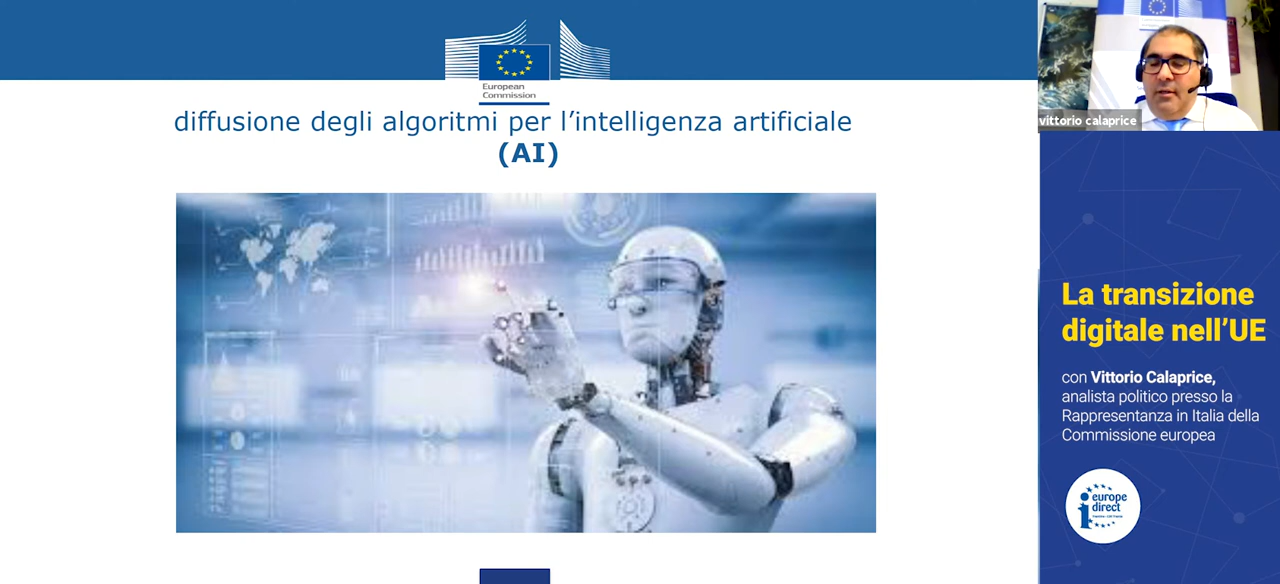 European
Commission
diffusione degli algoritmi per l’intelligenza artificiale
(AI)
vittorio calaprice
La transizione
digitale nell’UE
con Vittorio Calaprice,
analista politico presso la
Rappresentanza in Italia della
Commissione europea
europe
direct